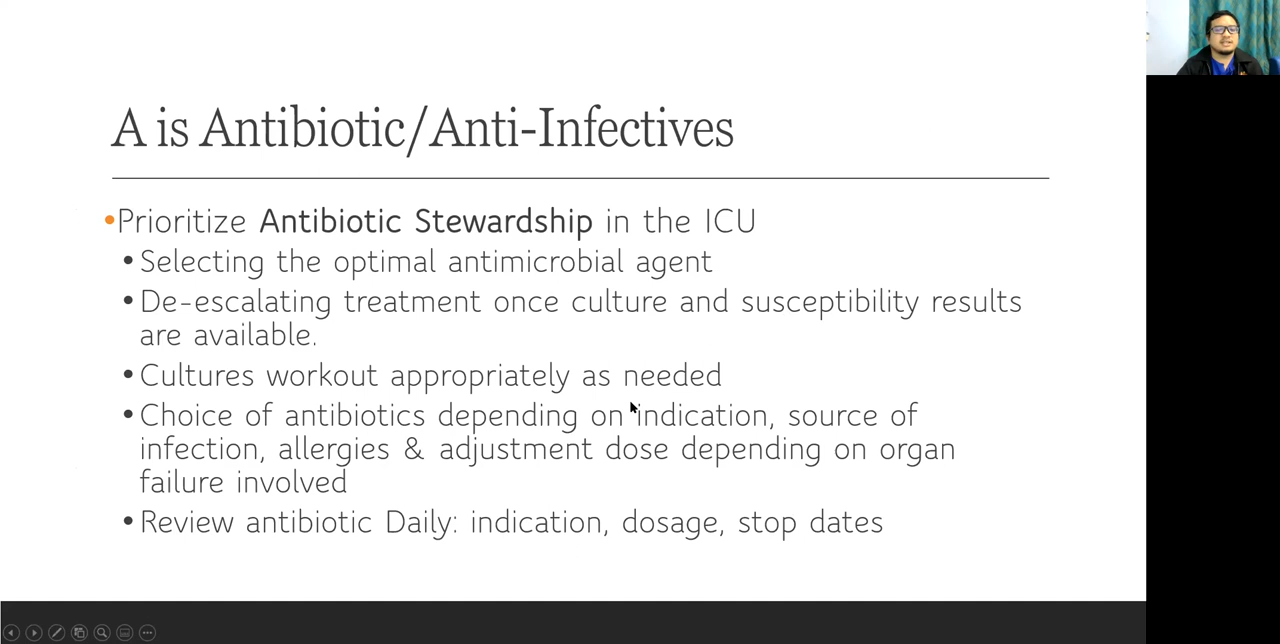 A is Antibiotic/Anti-Infectives
•Prioritize Antibiotic Stewardship in the ICU
• Selecting the optimal antimicrobial agent
• De-escalating treatment once culture and susceptibility results
are available.
• Cultures workout appropriately as needed
• Choice of antibiotics depending on indication, source of
infection, allergies & adjustment dose depending on organ
failure involved
• Review antibiotic Daily: indication, dosage, stop dates